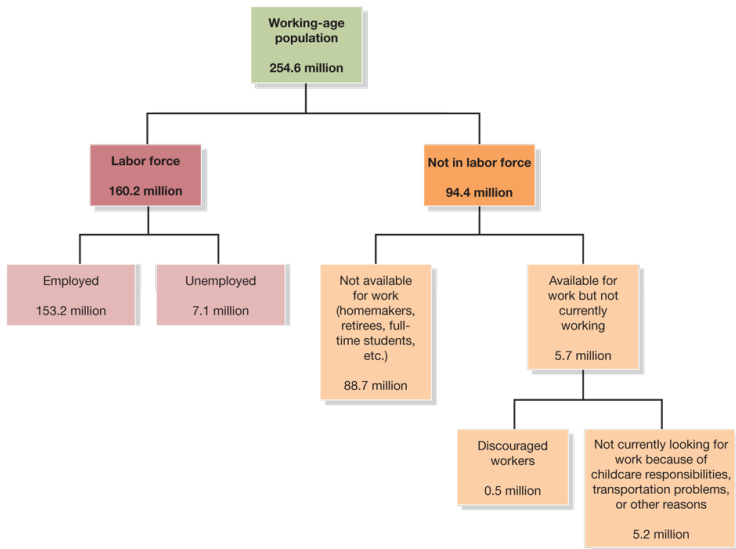 Working-age
population
254.6 million
Labor force
160.2 million
Not in labor force
94.4 million
Employed
153.2 million
Unemployed
7.1 million
Not available
for work
(homemakers,
retirees, full-
time students,
etc.)
88.7 million
Available for
work but not
currently
working
5.7 million
Discouraged
workers
0.5 million
Not currently looking for
work because of
childcare responsibilities,
transportation problems,
or other reasons
5.2 million